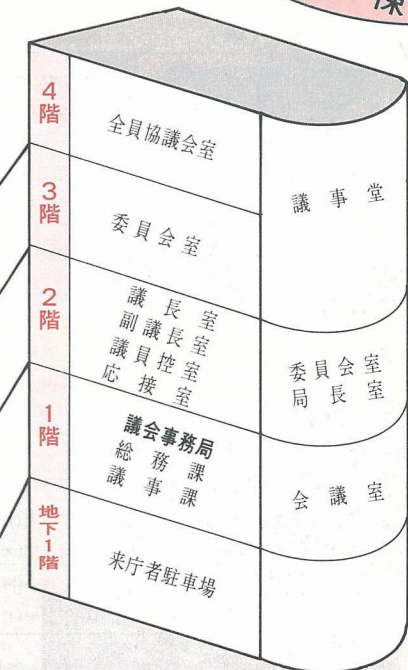 棟
4階
全員協議会室
議事堂
3階
委員会室
2階
議長室
副議長室
議員控室
応接室
委員会室
局長室
1階
議会事務局
総務課
議事課
会議室
地下1階
来庁者駐車場